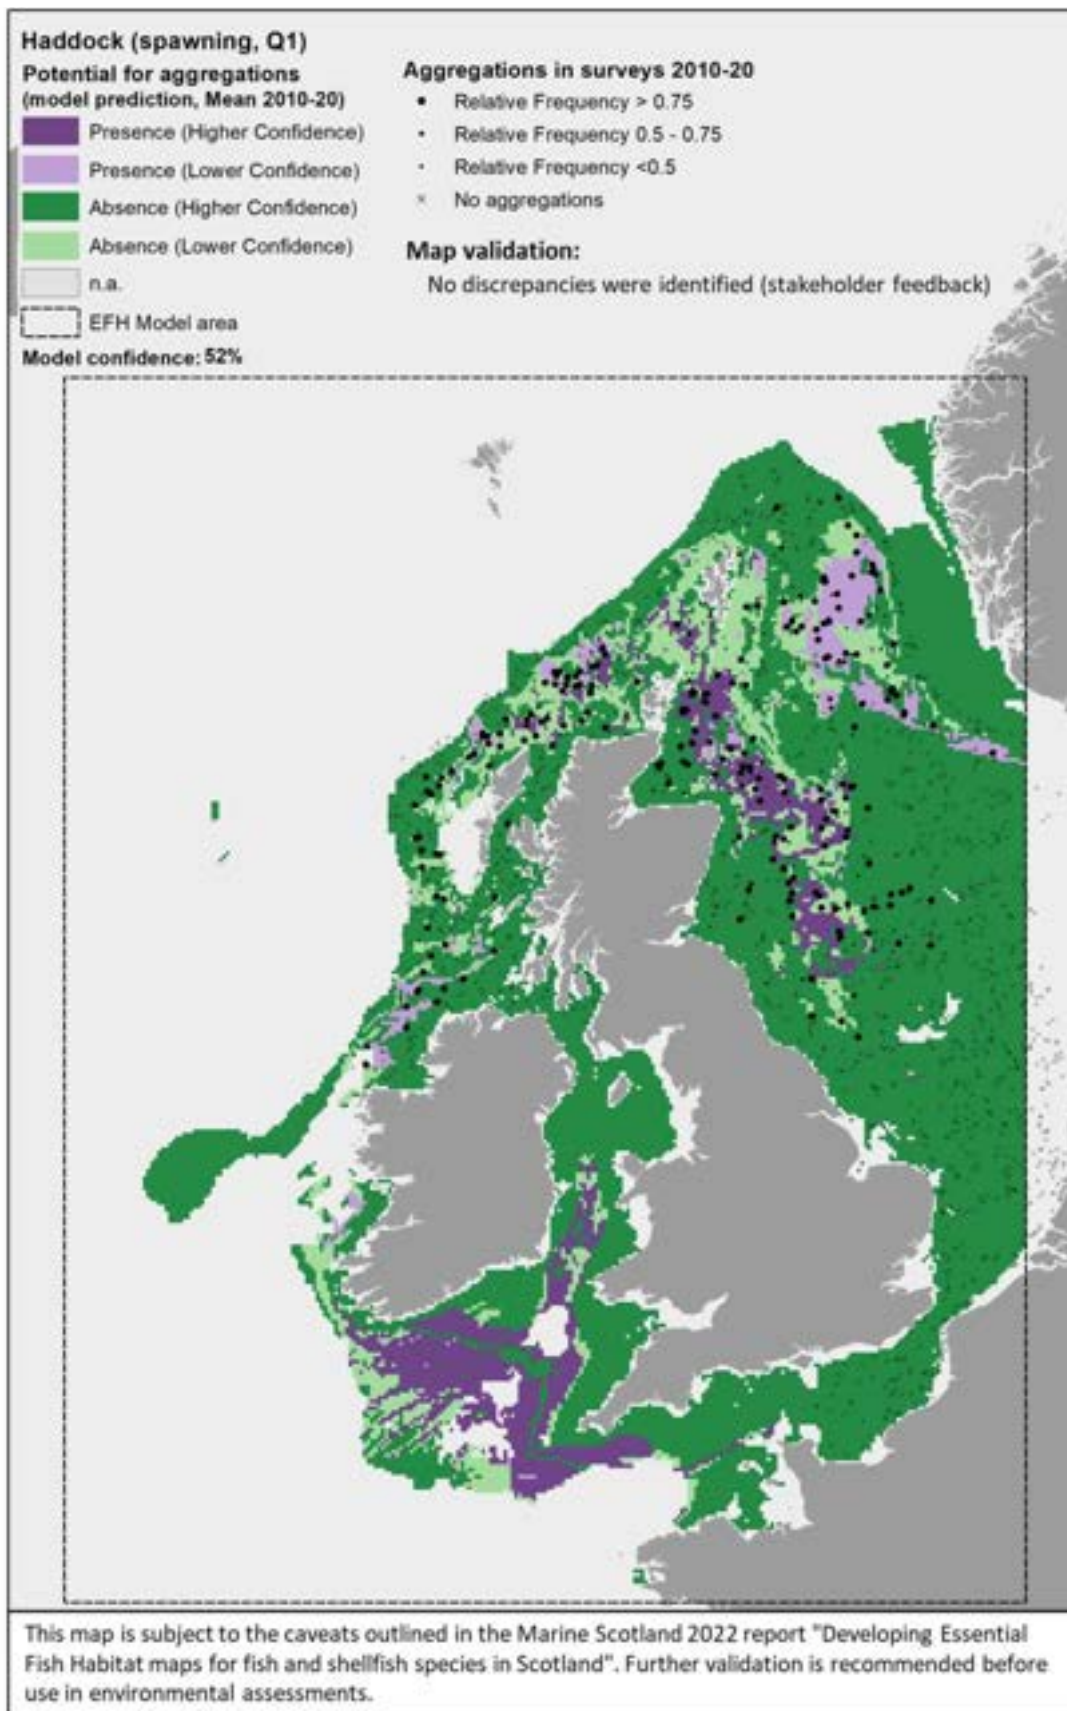 Haddock (spawning, Q1)
Potential for aggregations
(model prediction, Mean 2010-20)
Presence (Higher Confidence)
Presence (Lower Confidence)
Absence (Higher Confidence)
Absence (Lower Confidence)
n.a.
EFH Model area
Model confidence: 52%
Aggregations in surveys 2010-20
Relative Frequency > 0.75
Relative Frequency 0.5 - 0.75
Relative Frequency <0.5
No aggregations
Map validation:
No discrepancies were identified (stakeholder feedback)
This map is subject to the caveats outlined in the Marine Scotland 2022 report "Developing Essential
Fish Habitat maps for fish and shellfish species in Scotland". Further validation is recommended before
use in environmental assessments.